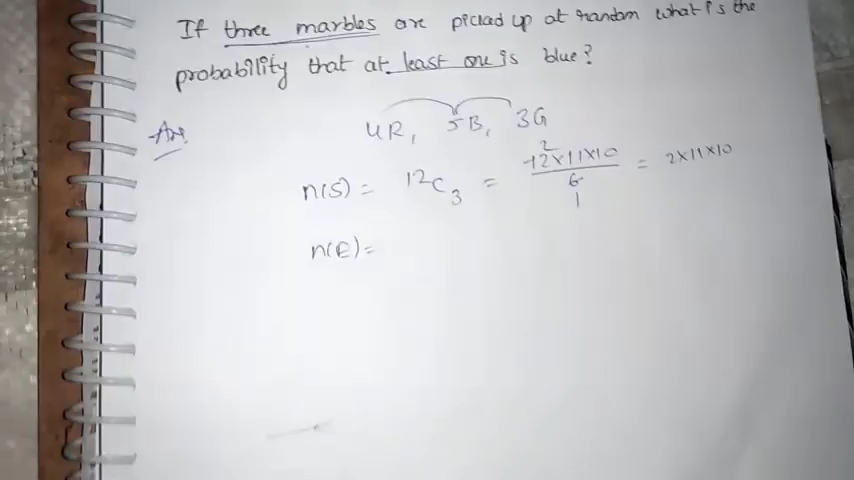 If three marbles are picked up at random what is the
probability that at least one is blue?
Ans.
4R, 5B, 3G
n(S) = 12C3 = 12×11×10 / 6 = 2×11×10
2
1
n(E) =